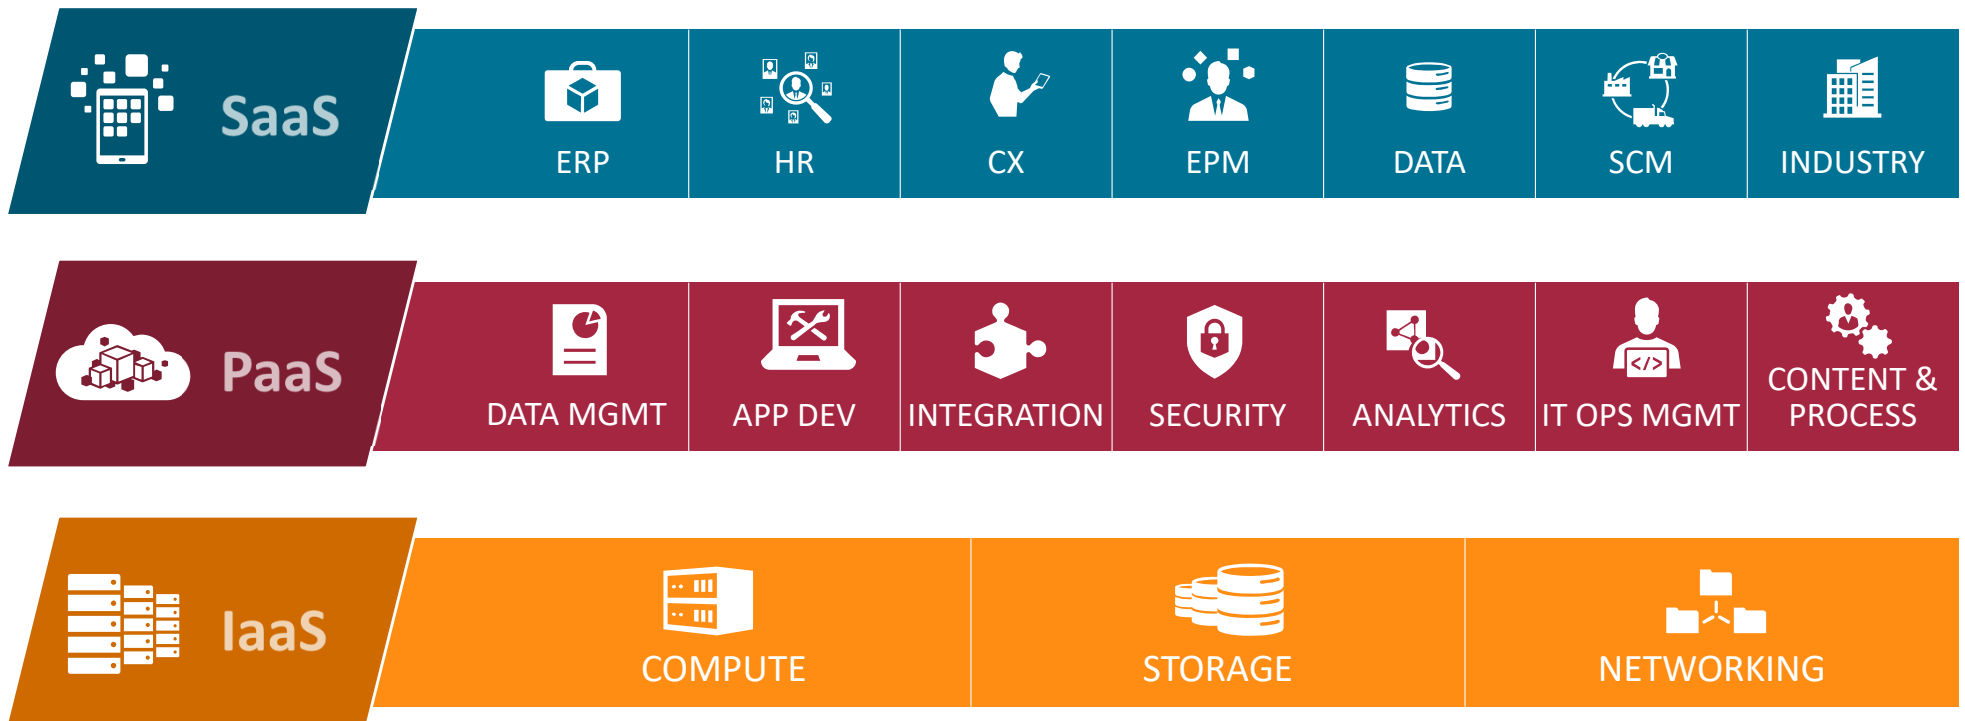 SaaS
ERP
HR
CX
EPM
DATA
SCM
INDUSTRY
PaaS
DATA MGMT
APP DEV
INTEGRATION
SECURITY
ANALYTICS
</>
IT OPS MGMT
CONTENT &
PROCESS
IaaS
COMPUTE
STORAGE
NETWORKING